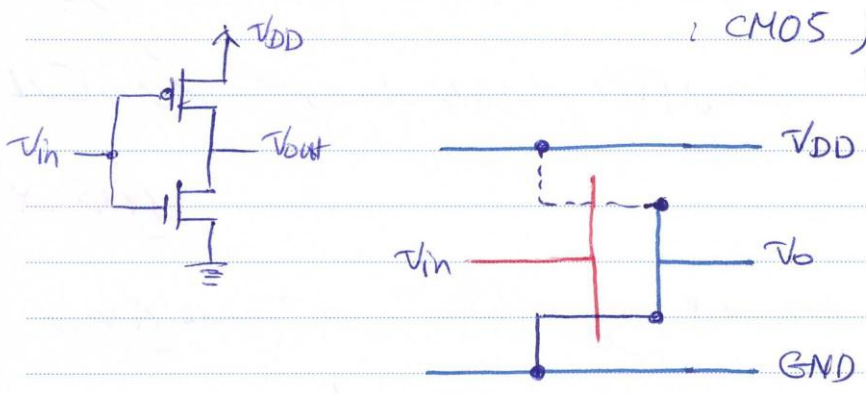 : CMOS )
VDD
Vin
Vout
VDD
Vin
Vo
GND